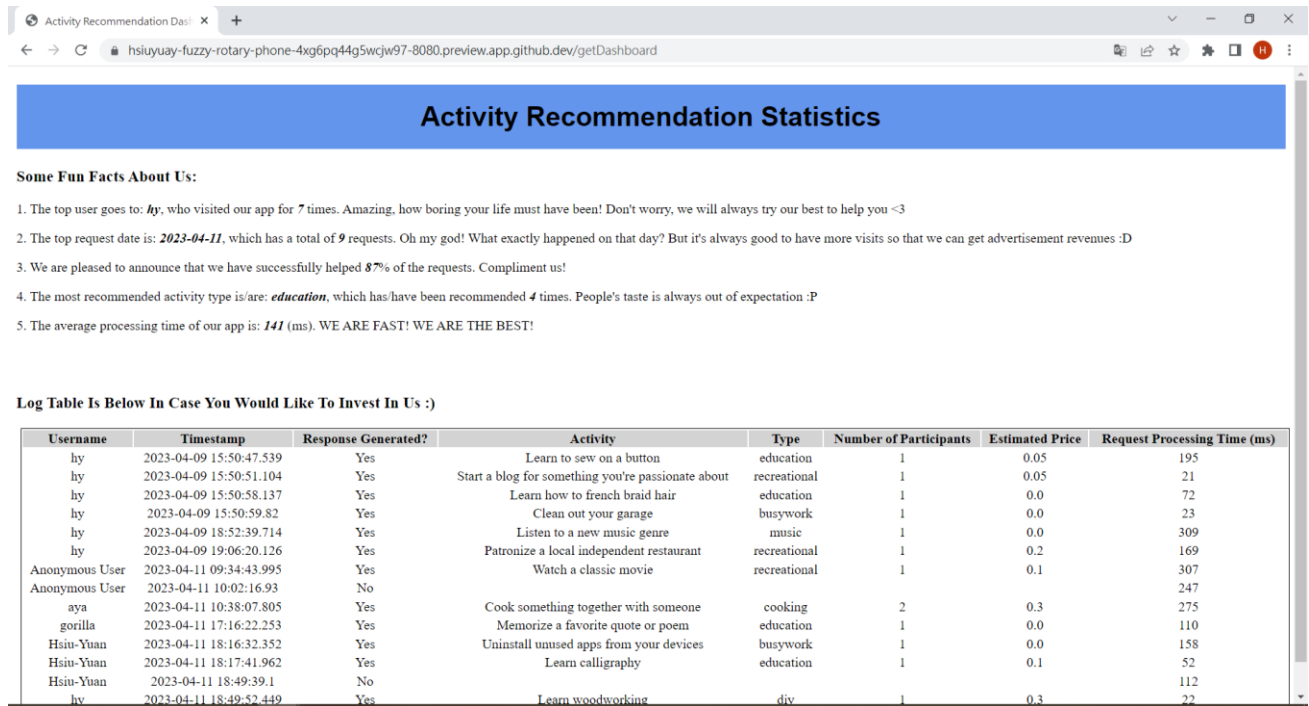 Activity Recommendation Das
hsiuyuay-fuzzy-rotary-phone-4xg6pq44g5wcjw97-8080.preview.app.github.dev/getDashboard
H
Activity Recommendation Statistics
Some Fun Facts About Us:
1. The top user goes to: hy, who visited our app for 7 times. Amazing, how boring your life must have been! Don't worry, we will always try our best to help you <3
2. The top request date is: 2023-04-11, which has a total of 9 requests. Oh my god! What exactly happened on that day? But it's always good to have more visits so that we can get advertisement revenues :D
3. We are pleased to announce that we have successfully helped 87% of the requests. Compliment us!
4. The most recommended activity type is/are: education, which has/have been recommended 4 times. People's taste is always out of expectation :P
5. The average processing time of our app is: 141 (ms). WE ARE FAST! WE ARE THE BEST!
Log Table Is Below In Case You Would Like To Invest In Us :)
Username Timestamp Response Generated? Activity Type Number of Participants Estimated Price Request Processing Time (ms)
hy 2023-04-09 15:50:47.539 Yes Learn to sew on a button education 1 0.05 195
hy 2023-04-09 15:50:51.104 Yes Start a blog for something you're passionate about recreational 1 0.05 21
hy 2023-04-09 15:50:58.137 Yes Learn how to french braid hair education 1 0.0 72
hy 2023-04-09 15:50:59.82 Yes Clean out your garage busywork 1 0.0 23
hy 2023-04-09 18:52:39.714 Yes Listen to a new music genre music 1 0.0 309
hy 2023-04-09 19:06:20.126 Yes Patronize a local independent restaurant recreational 1 0.2 169
Anonymous User 2023-04-11 09:34:43.995 Yes Watch a classic movie recreational 1 0.1 307
Anonymous User 2023-04-11 10:02:16.93 No 247
aya 2023-04-11 10:38:07.805 Yes Cook something together with someone cooking 2 0.3 275
gorilla 2023-04-11 17:16:22.253 Yes Memorize a favorite quote or poem education 1 0.0 110
Hsiu-Yuan 2023-04-11 18:16:32.352 Yes Uninstall unused apps from your devices busywork 1 0.0 158
Hsiu-Yuan 2023-04-11 18:17:41.962 Yes Learn calligraphy education 1 0.1 52
Hsiu-Yuan 2023-04-11 18:49:39.1 No 112
hy 2023-04-11 18:49:52.449 Yes Learn woodworking diy 1 0.3 22